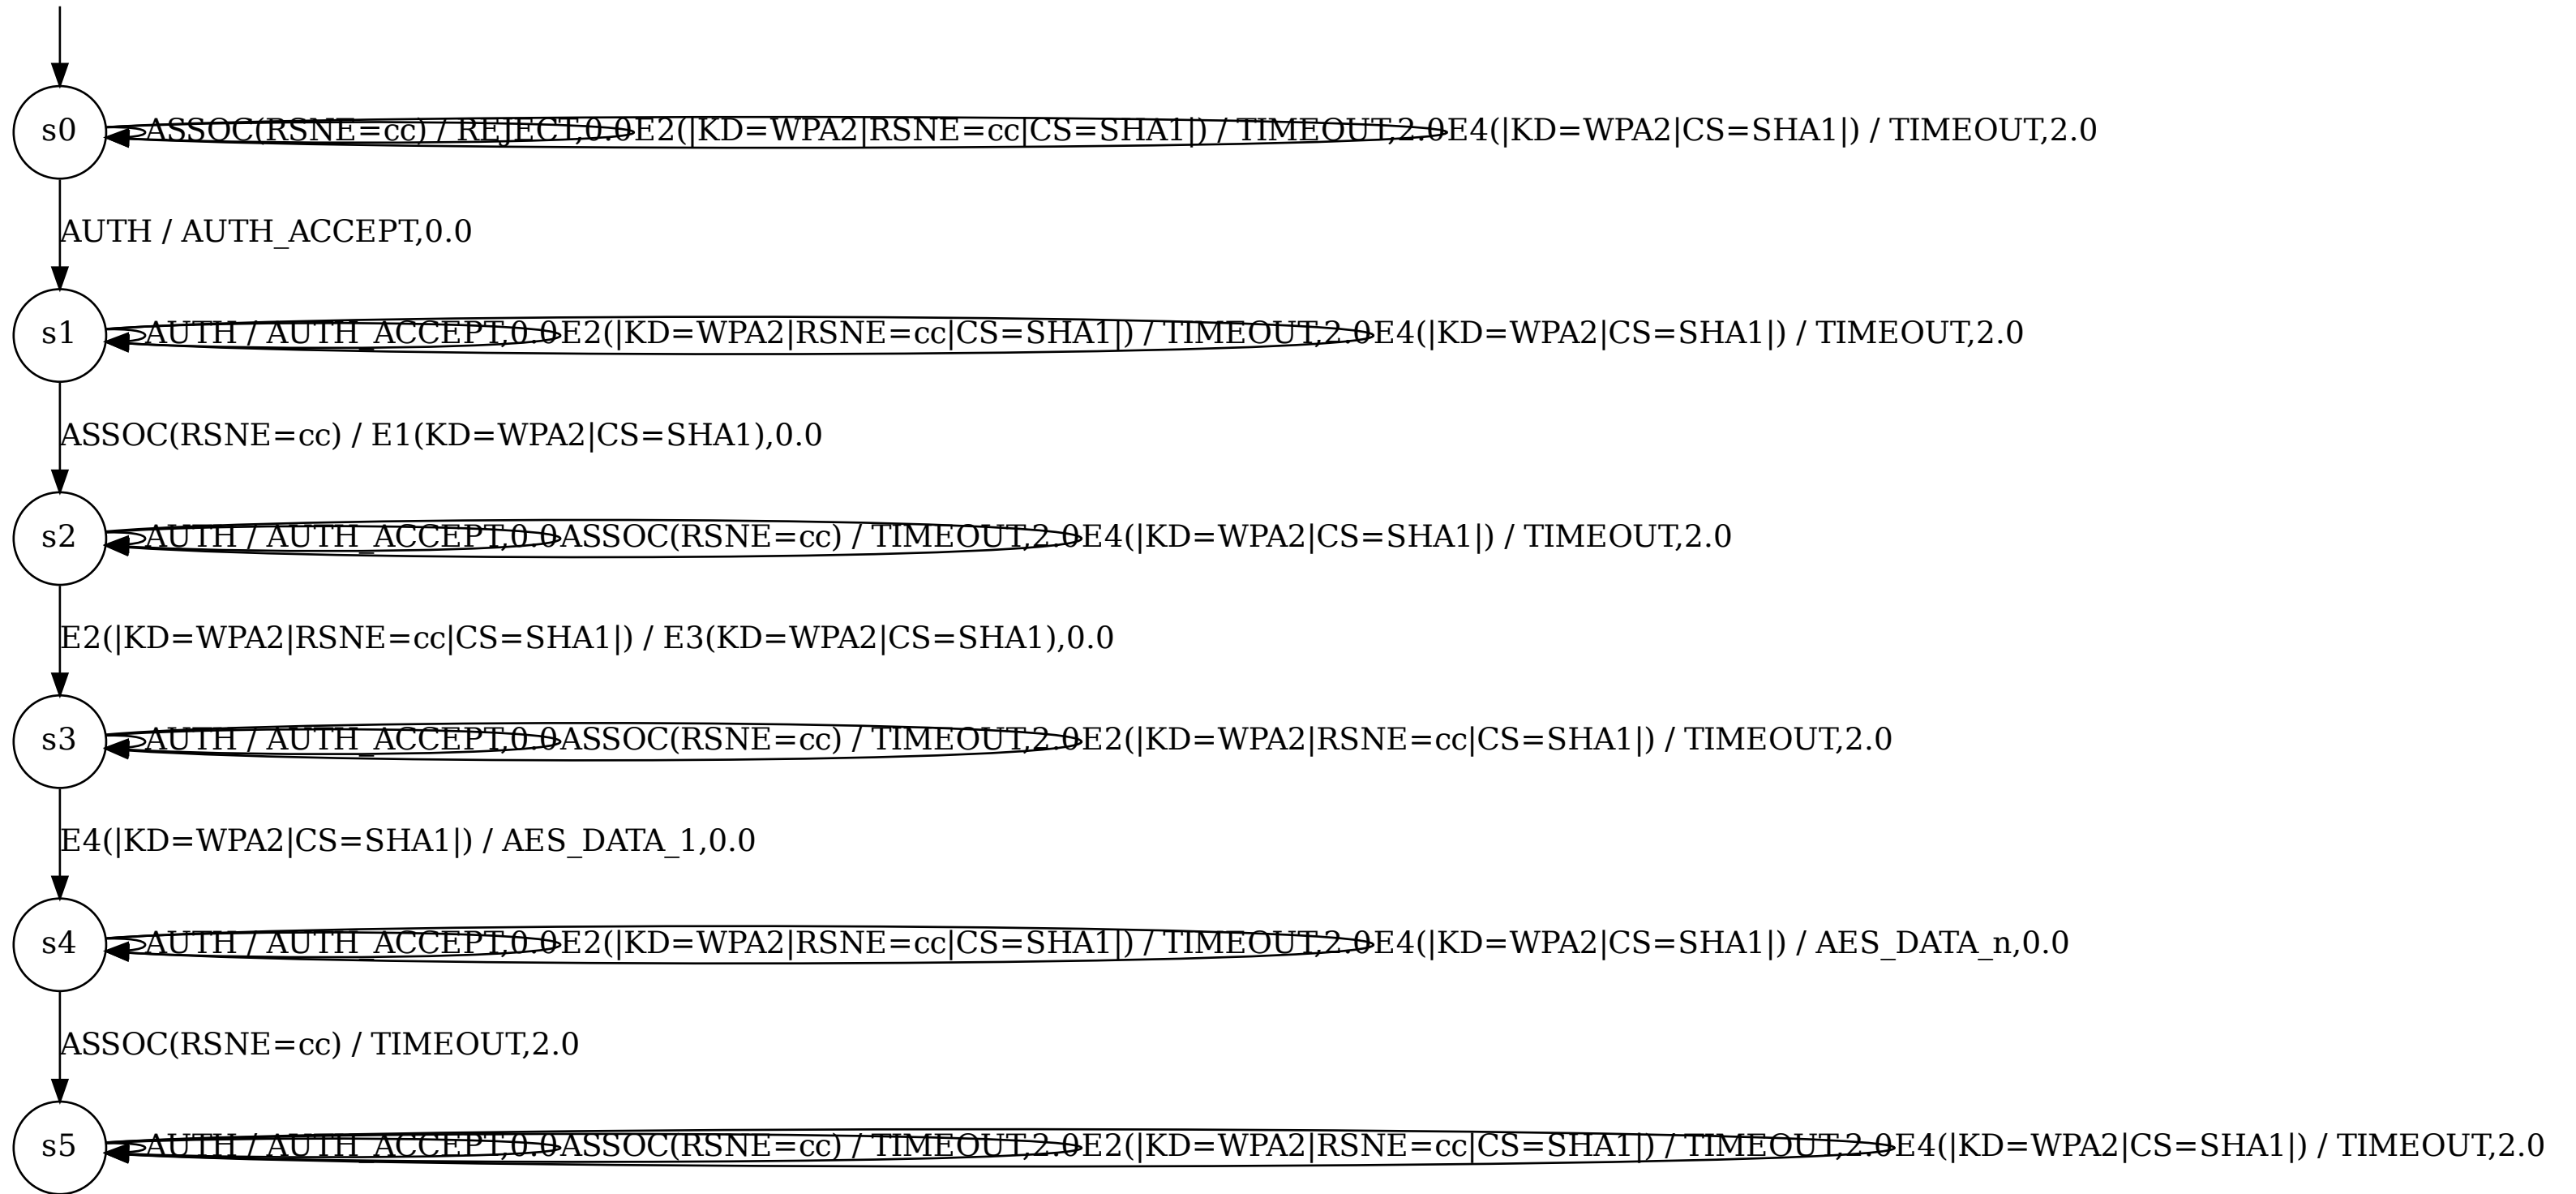 s0 ASSOC(RSNE=cc) / REJECT,0.0 E2(|KD=WPA2|RSNE=cc|CS=SHA1|) / TIMEOUT,2.0 E4(|KD=WPA2|CS=SHA1|) / TIMEOUT,2.0
AUTH / AUTH_ACCEPT,0.0
s1 AUTH / AUTH_ACCEPT,0.0 E2(|KD=WPA2|RSNE=cc|CS=SHA1|) / TIMEOUT,2.0 E4(|KD=WPA2|CS=SHA1|) / TIMEOUT,2.0
ASSOC(RSNE=cc) / E1(KD=WPA2|CS=SHA1),0.0
s2 AUTH / AUTH_ACCEPT,0.0 ASSOC(RSNE=cc) / TIMEOUT,2.0 E4(|KD=WPA2|CS=SHA1|) / TIMEOUT,2.0
E2(|KD=WPA2|RSNE=cc|CS=SHA1|) / E3(KD=WPA2|CS=SHA1),0.0
s3 AUTH / AUTH_ACCEPT,0.0 ASSOC(RSNE=cc) / TIMEOUT,2.0 E2(|KD=WPA2|RSNE=cc|CS=SHA1|) / TIMEOUT,2.0
E4(|KD=WPA2|CS=SHA1|) / AES_DATA_1,0.0
s4 AUTH / AUTH_ACCEPT,0.0 E2(|KD=WPA2|RSNE=cc|CS=SHA1|) / TIMEOUT,2.0 E4(|KD=WPA2|CS=SHA1|) / AES_DATA_n,0.0
ASSOC(RSNE=cc) / TIMEOUT,2.0
s5 AUTH / AUTH_ACCEPT,0.0 ASSOC(RSNE=cc) / TIMEOUT,2.0 E2(|KD=WPA2|RSNE=cc|CS=SHA1|) / TIMEOUT,2.0 E4(|KD=WPA2|CS=SHA1|) / TIMEOUT,2.0